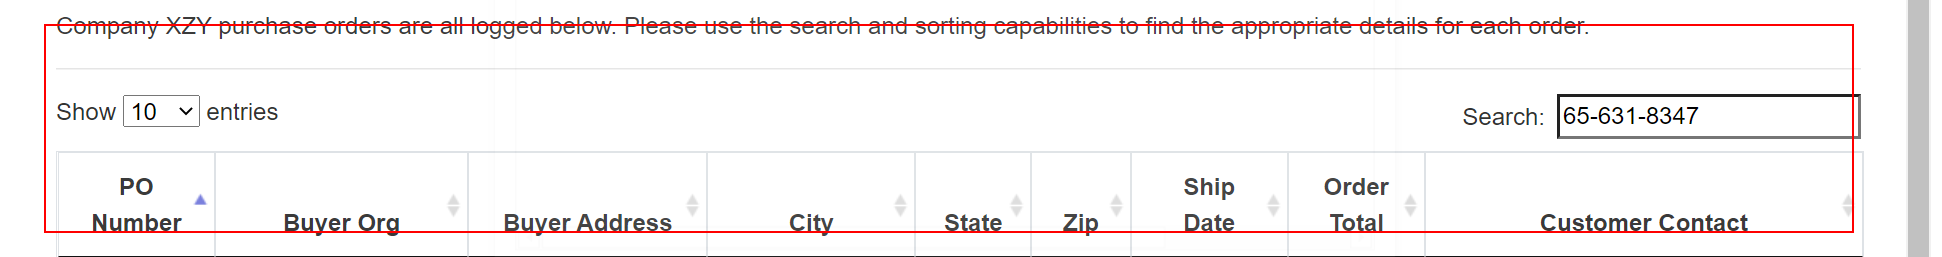 Company XZY purchase orders are all logged below. Please use the search and sorting capabilities to find the appropriate details for each order.
Show 10 entries
Search: 65-631-8347
PO Number
Buyer Org
Buyer Address
City
State
Zip
Ship Date
Order Total
Customer Contact